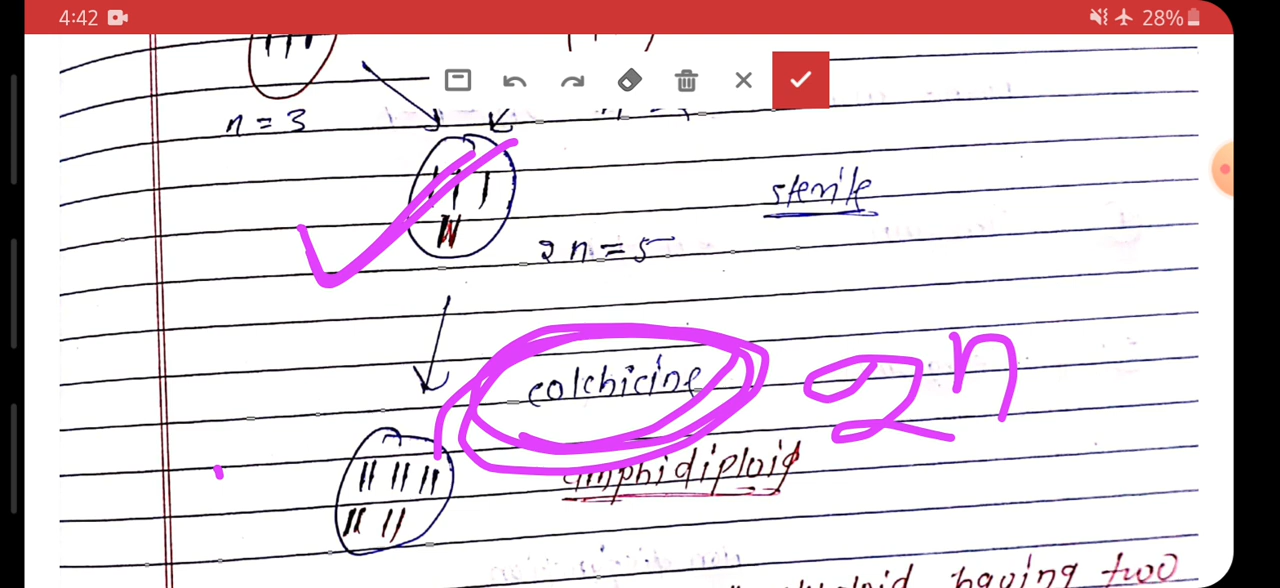 4:42 28%
n = 3
sterile
2n = 5
colchicine 2n
amphidiploid
having two